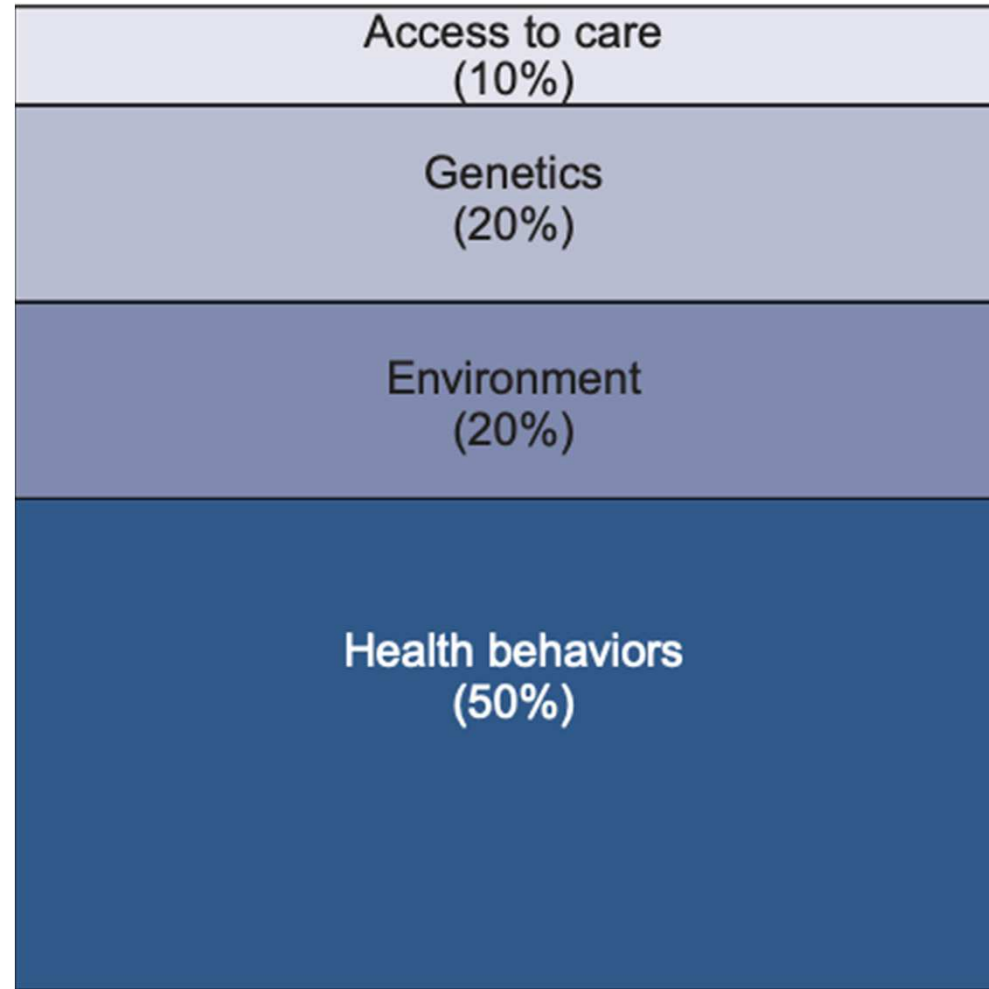 Access to care
(10%)
Genetics
(20%)
Environment
(20%)
Health behaviors
(50%)